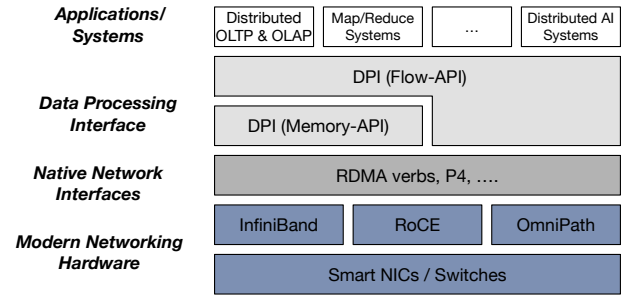 Applications/
Systems
Distributed
OLTP & OLAP
Map/Reduce
Systems
...
Distributed AI
Systems
DPI (Flow-API)
Data Processing
Interface
DPI (Memory-API)
Native Network
Interfaces
RDMA verbs, P4, ....
Modern Networking
Hardware
InfiniBand
RoCE
OmniPath
Smart NICs / Switches